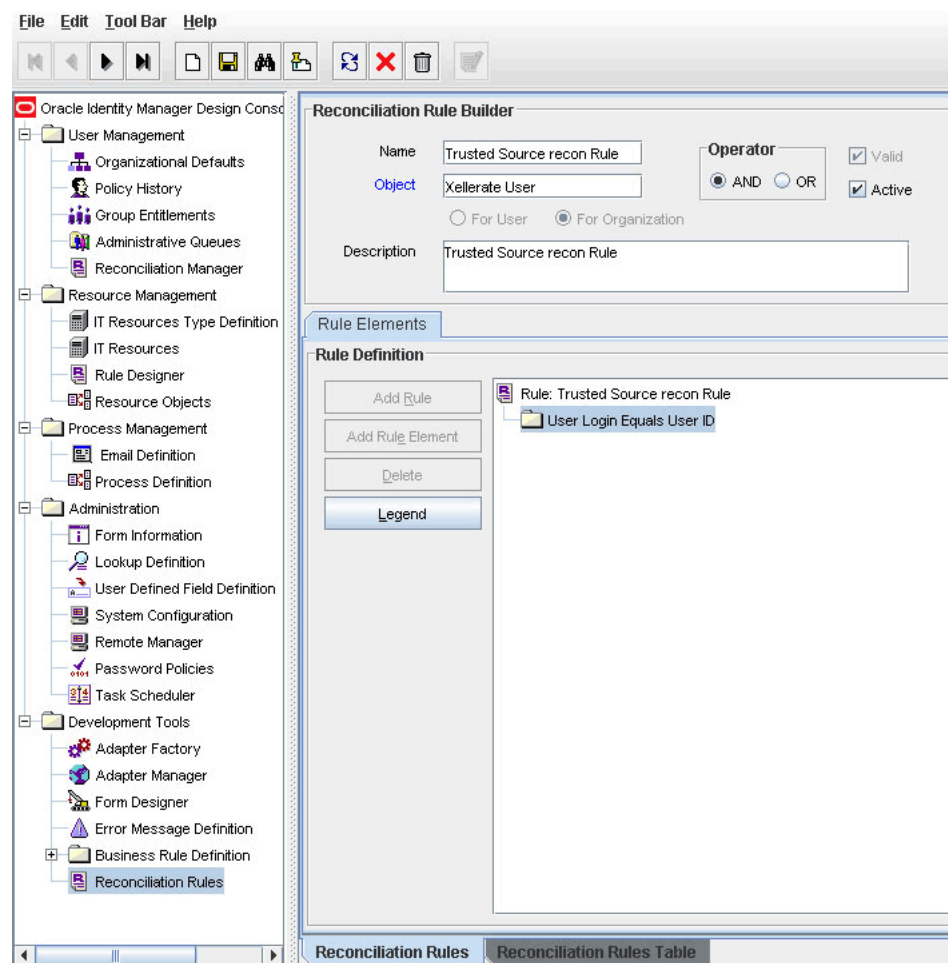 File Edit Tool Bar Help
Oracle Identity Manager Design Conso
User Management
Organizational Defaults
Policy History
Group Entitlements
Administrative Queues
Reconciliation Manager
Resource Management
IT Resources Type Definition
IT Resources
Rule Designer
Resource Objects
Process Management
Email Definition
Process Definition
Administration
Form Information
Lookup Definition
User Defined Field Definition
System Configuration
Remote Manager
Password Policies
Task Scheduler
Development Tools
Adapter Factory
Adapter Manager
Form Designer
Error Message Definition
Business Rule Definition
Reconciliation Rules
Reconciliation Rule Builder
Name Trusted Source recon Rule
Object Xellerate User
For User For Organization
Operator
AND OR
Valid
Active
Description Trusted Source recon Rule
Rule Elements
Rule Definition
Add Rule
Add Rule Element
Delete
Legend
Rule: Trusted Source recon Rule
User Login Equals User ID
Reconciliation Rules Reconciliation Rules Table